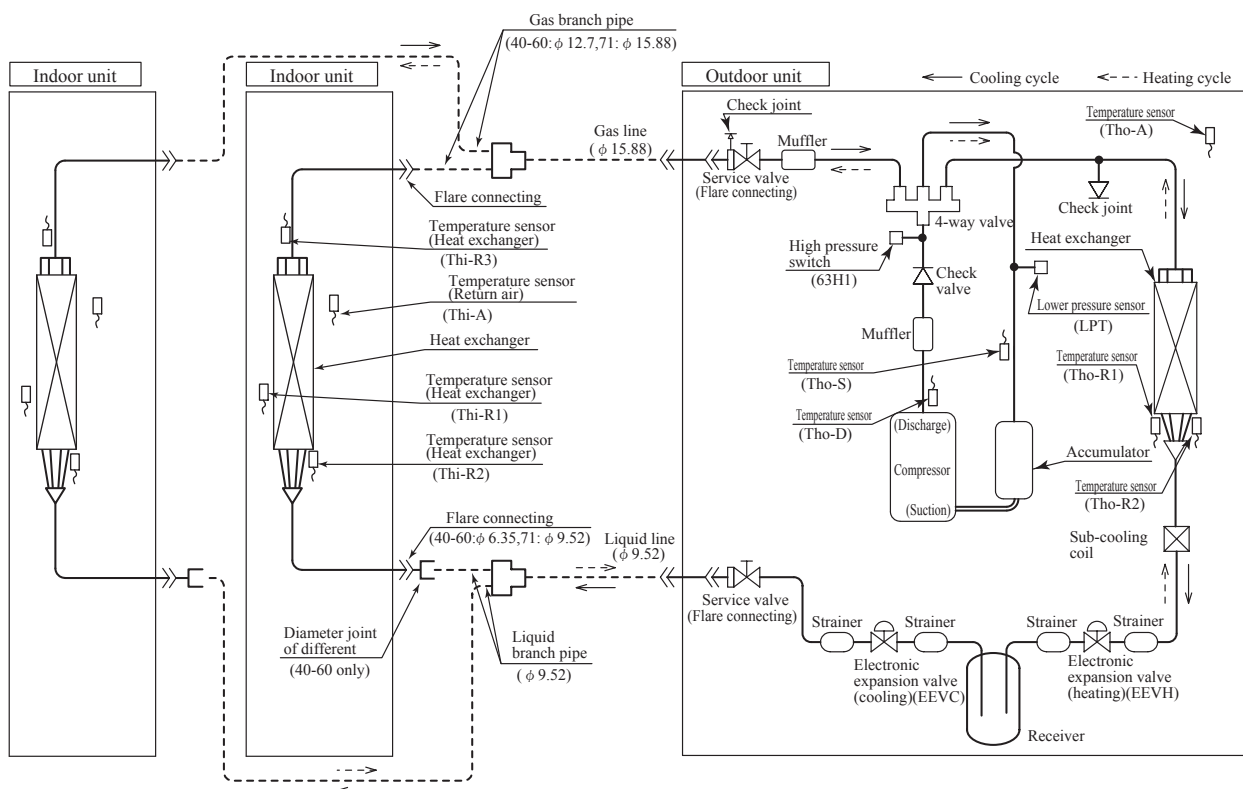 Gas branch pipe
(40-60:φ 12.7,71: φ 15.88)
Indoor unit
Indoor unit
Outdoor unit
Cooling cycle
Heating cycle
Check joint
Muffler
Gas line
(φ 15.88)
Service valve
(Flare connecting)
4-way valve
Temperature sensor
(Tho-A)
Check joint
Flare connecting
Temperature sensor
(Heat exchanger)
(Thi-R3)
Temperature sensor
(Return air)
(Thi-A)
Heat exchanger
Temperature sensor
(Heat exchanger)
(Thi-R1)
Temperature sensor
(Heat exchanger)
(Thi-R2)
High pressure
switch
(63H1)
Check
valve
Muffler
Heat exchanger
Lower pressure sensor
(LPT)
Temperature sensor
(Tho-S)
Temperature sensor
(Tho-R1)
Temperature sensor
(Tho-D)
(Discharge)
Compressor
(Suction)
Accumulator
Temperature sensor
(Tho-R2)
Sub-cooling
coil
Flare connecting
(40-60:φ 6.35,71: φ 9.52)
Liquid line
(φ 9.52)
Diameter joint
of different
(40-60 only)
Liquid
branch pipe
( φ 9.52)
Service valve
(Flare connecting)
Strainer
Strainer
Strainer
Strainer
Electronic
expansion valve
(cooling)(EEVC)
Electronic
expansion valve
(heating)(EEVH)
Receiver